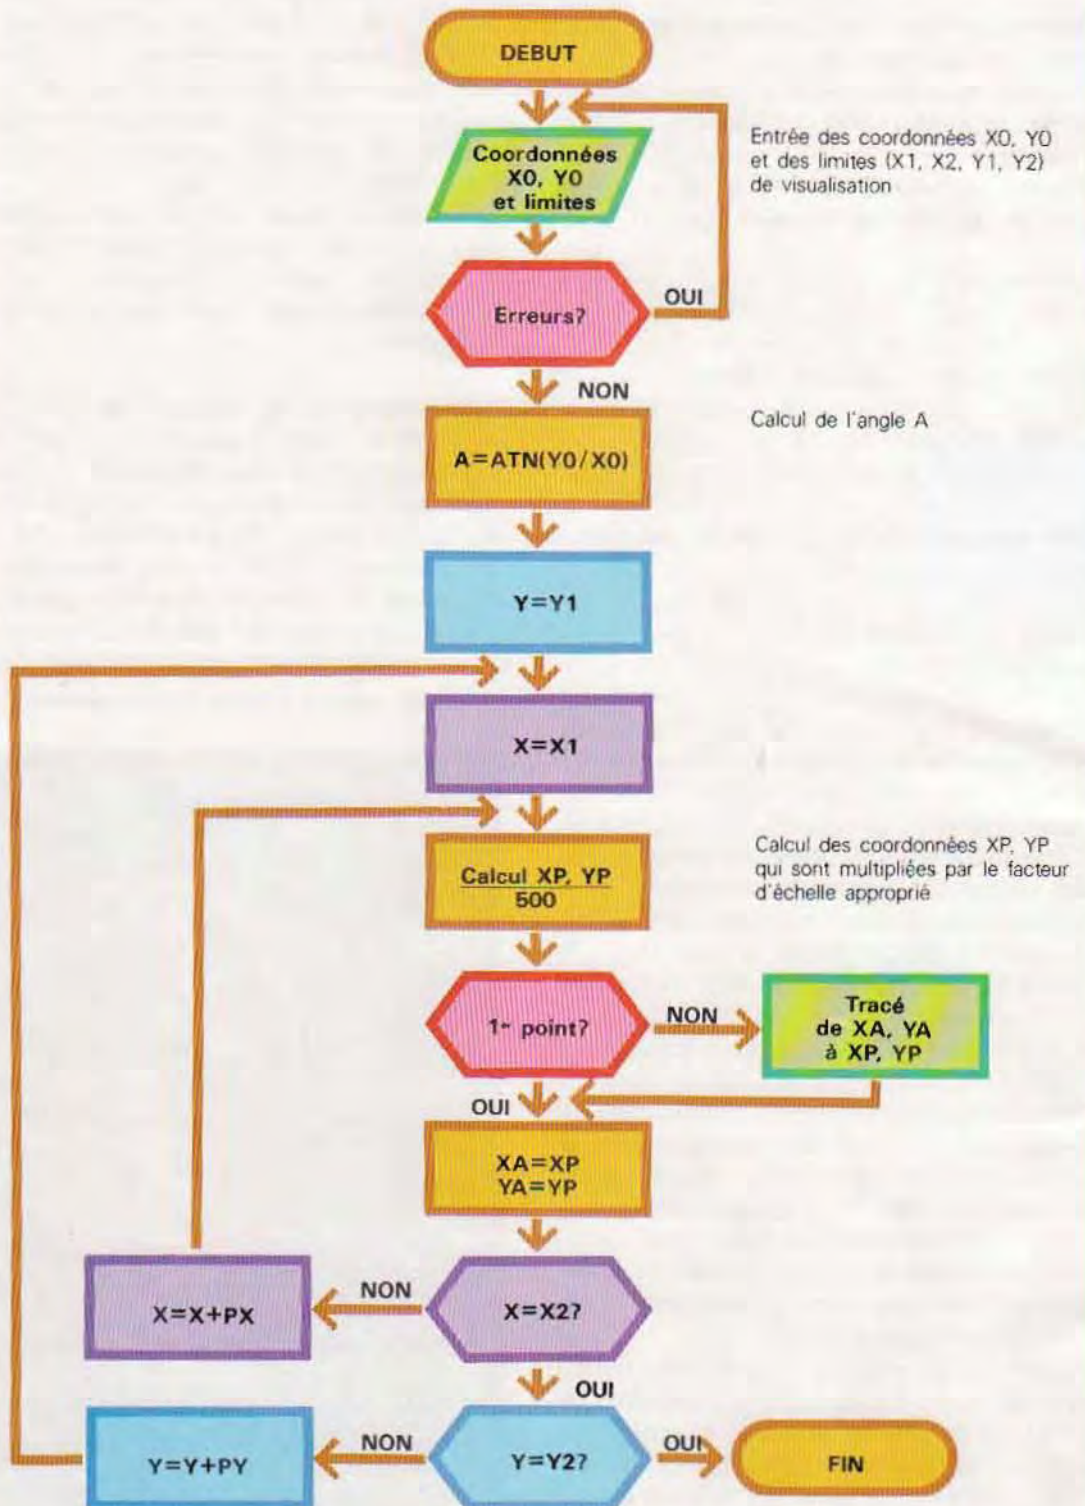 DEBUT
Coordonnées
X0, Y0
et limites
Entrée des coordonnées X0, Y0
et des limites (X1, X2, Y1, Y2)
de visualisation
Erreurs?
OUI
NON
A=ATN(Y0/X0)
Calcul de l'angle A
Y=Y1
X=X1
Calcul XP, YP
500
Calcul des coordonnées XP, YP
qui sont multipliées par le facteur
d'échelle approprié
1er point?
NON
Tracé
de XA, YA
à XP, YP
OUI
XA=XP
YA=YP
X=X+PX
NON
X=X2?
OUI
Y=Y+PY
NON
Y=Y2?
OUI
FIN